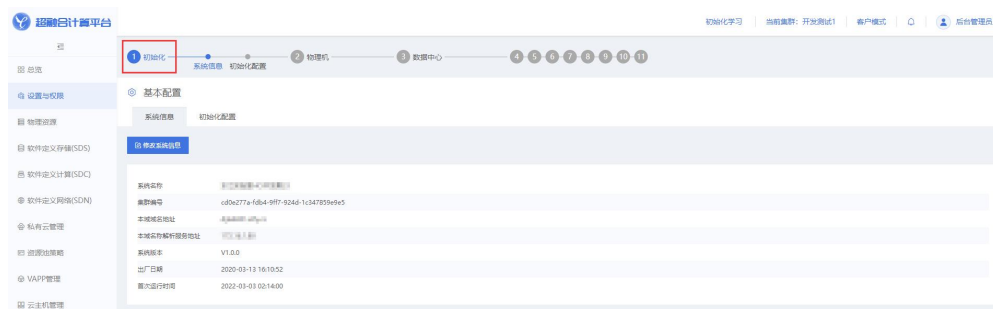 超融合计算平台
初始化学习 当前集群：开发测试1 客户模式 后台管理员
1 初始化 系统信息 初始化配置 2 物理机 3 数据中心 4 5 6 7 8 9 10 11
总览
设置与权限
物理资源
软件定义存储(SDS)
软件定义计算(SDC)
软件定义网络(SDN)
私有云管理
资源池策略
VAPP管理
云主机管理
基本配置
系统信息 初始化配置
修改系统信息
系统名称
集群编号 cd0e277a-fdb4-9ff7-924d-1c347859e9e5
本域域名地址
本域名称解析服务地址
系统版本 V1.0.0
出厂日期 2020-03-13 16:10:52
首次运行时间 2022-03-03 02:14:00